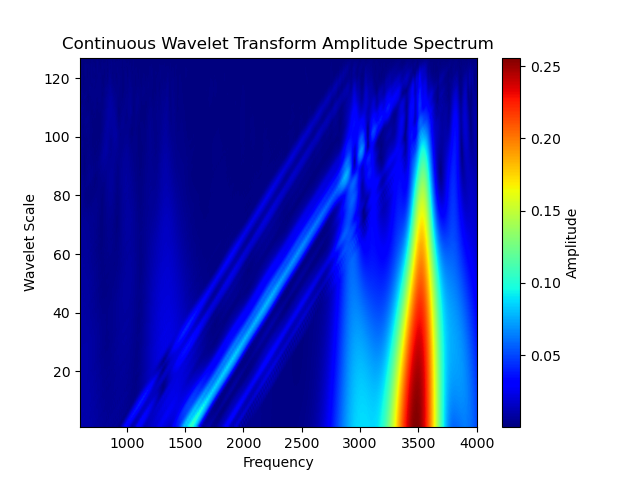 Continuous Wavelet Transform Amplitude Spectrum
120
100
80
60
40
20
Wavelet Scale
1000 1500 2000 2500 3000 3500 4000
Frequency
0.25
0.20
0.15
0.10
0.05
Amplitude